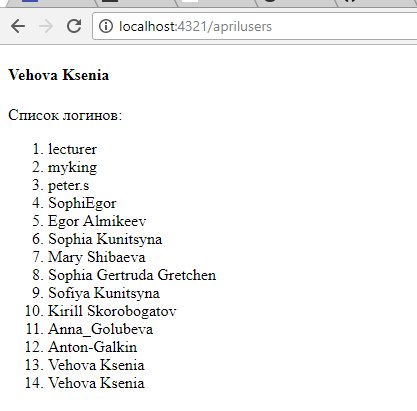 localhost:4321/aprilusers
Vehova Ksenia
Список логинов:
1. lecturer
2. myking
3. peter.s
4. SophiEgor
5. Egor Almikeev
6. Sophia Kunitsyna
7. Mary Shibaeva
8. Sophia Gertruda Gretchen
9. Sofiya Kunitsyna
10. Kirill Skorobogatov
11. Anna_Golubeva
12. Anton-Galkin
13. Vehova Ksenia
14. Vehova Ksenia